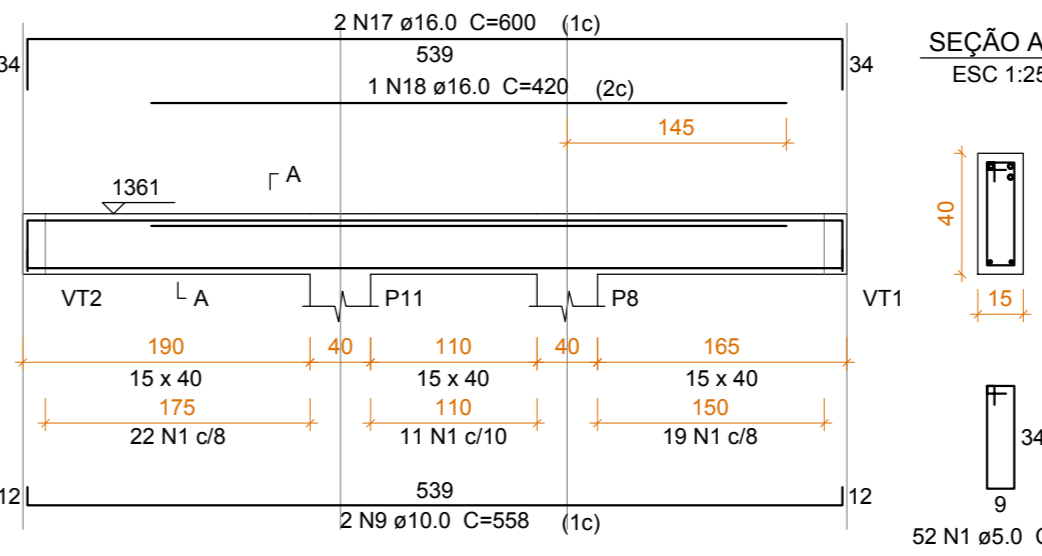 2 N17 ø16.0 C=600 (1c)
34
539
34
1 N18 ø16.0 C=420 (2c)
145
SEÇÃO A
ESC 1:25
A
1361
40
15
VT2
A
P11
P8
VT1
190
40
110
40
165
15 x 40
15 x 40
15 x 40
175
110
150
22 N1 c/8
11 N1 c/10
19 N1 c/8
34
9
12
539
12
2 N9 ø10.0 C=558 (1c)
52 N1 ø5.0